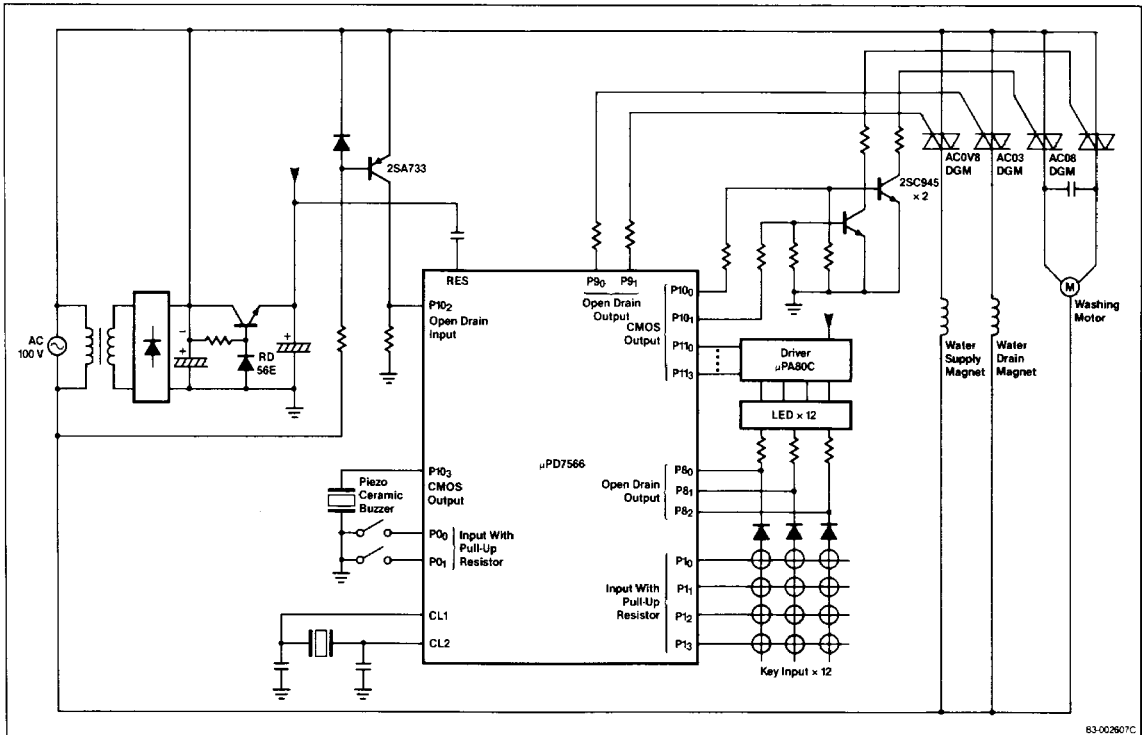 2SA733
AC0V8
DGM
AC03
DGM
AC08
DGM
2SC945
× 2
RES
P9₀
P9₁
Open Drain
Output
P10₀
P10₁
CMOS
Output
P10₂
Open Drain
Input
M
Washing
Motor
AC
100 V
−
+
+
RD
56E
P11₀
P11₃
Driver
µPA80C
Water
Supply
Magnet
Water
Drain
Magnet
LED × 12
µPD7566
P10₃
CMOS
Output
Piezo
Ceramic
Buzzer
P8₀
P8₁
P8₂
Open Drain
Output
P0₀
P0₁
Input With
Pull-Up
Resistor
P1₀
P1₁
P1₂
P1₃
Input With
Pull-Up
Resistor
CL1
CL2
Key Input × 12
83-002607C